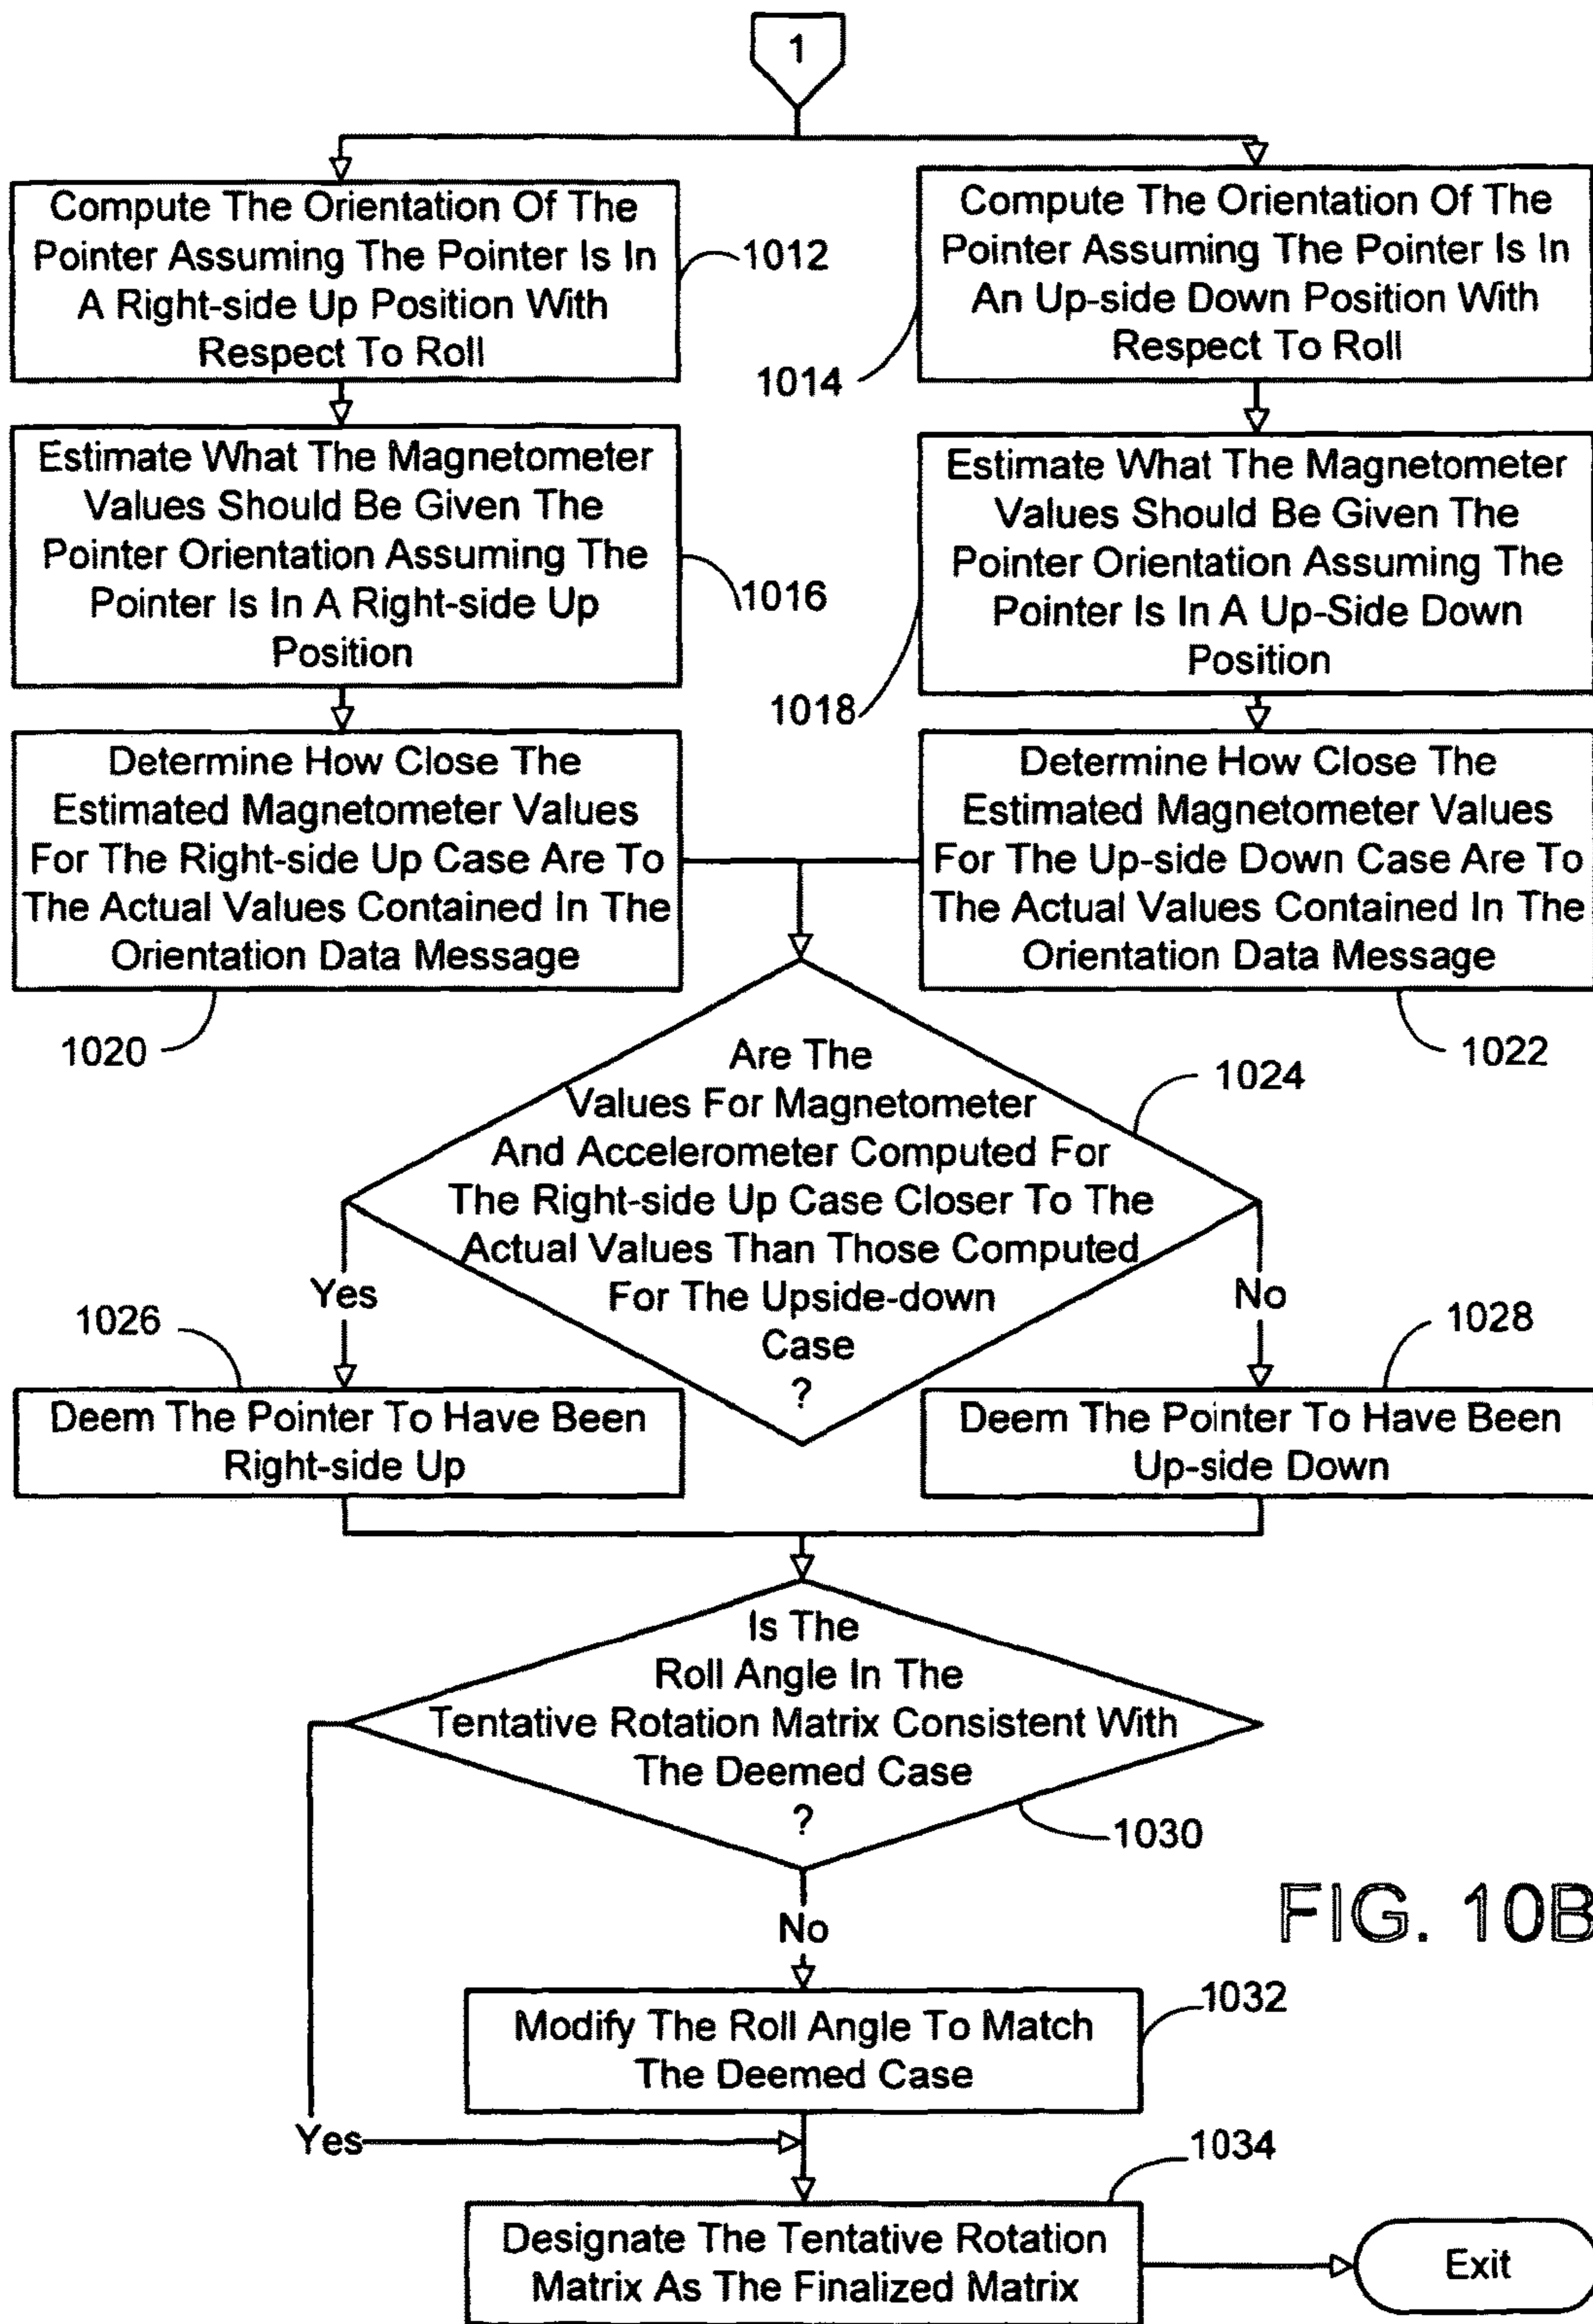 1
Compute The Orientation Of The
Pointer Assuming The Pointer Is In
A Right-side Up Position With
Respect To Roll
1012
Compute The Orientation Of The
Pointer Assuming The Pointer Is In
An Up-side Down Position With
Respect To Roll
1014
Estimate What The Magnetometer
Values Should Be Given The
Pointer Orientation Assuming The
Pointer Is In A Right-side Up
Position
1016
Estimate What The Magnetometer
Values Should Be Given The
Pointer Orientation Assuming The
Pointer Is In A Up-Side Down
Position
1018
Determine How Close The
Estimated Magnetometer Values
For The Right-side Up Case Are To
The Actual Values Contained In The
Orientation Data Message
1020
Determine How Close The
Estimated Magnetometer Values
For The Up-side Down Case Are To
The Actual Values Contained In The
Orientation Data Message
1022
Are The
Values For Magnetometer
And Accelerometer Computed For
The Right-side Up Case Closer To The
Actual Values Than Those Computed
For The Upside-down
Case
?
1024
Yes
No
1026
Deem The Pointer To Have Been
Right-side Up
1028
Deem The Pointer To Have Been
Up-side Down
Is The
Roll Angle In The
Tentative Rotation Matrix Consistent With
The Deemed Case
?
1030
No
FIG. 10B
Modify The Roll Angle To Match
The Deemed Case
1032
Yes
1034
Designate The Tentative Rotation
Matrix As The Finalized Matrix
Exit